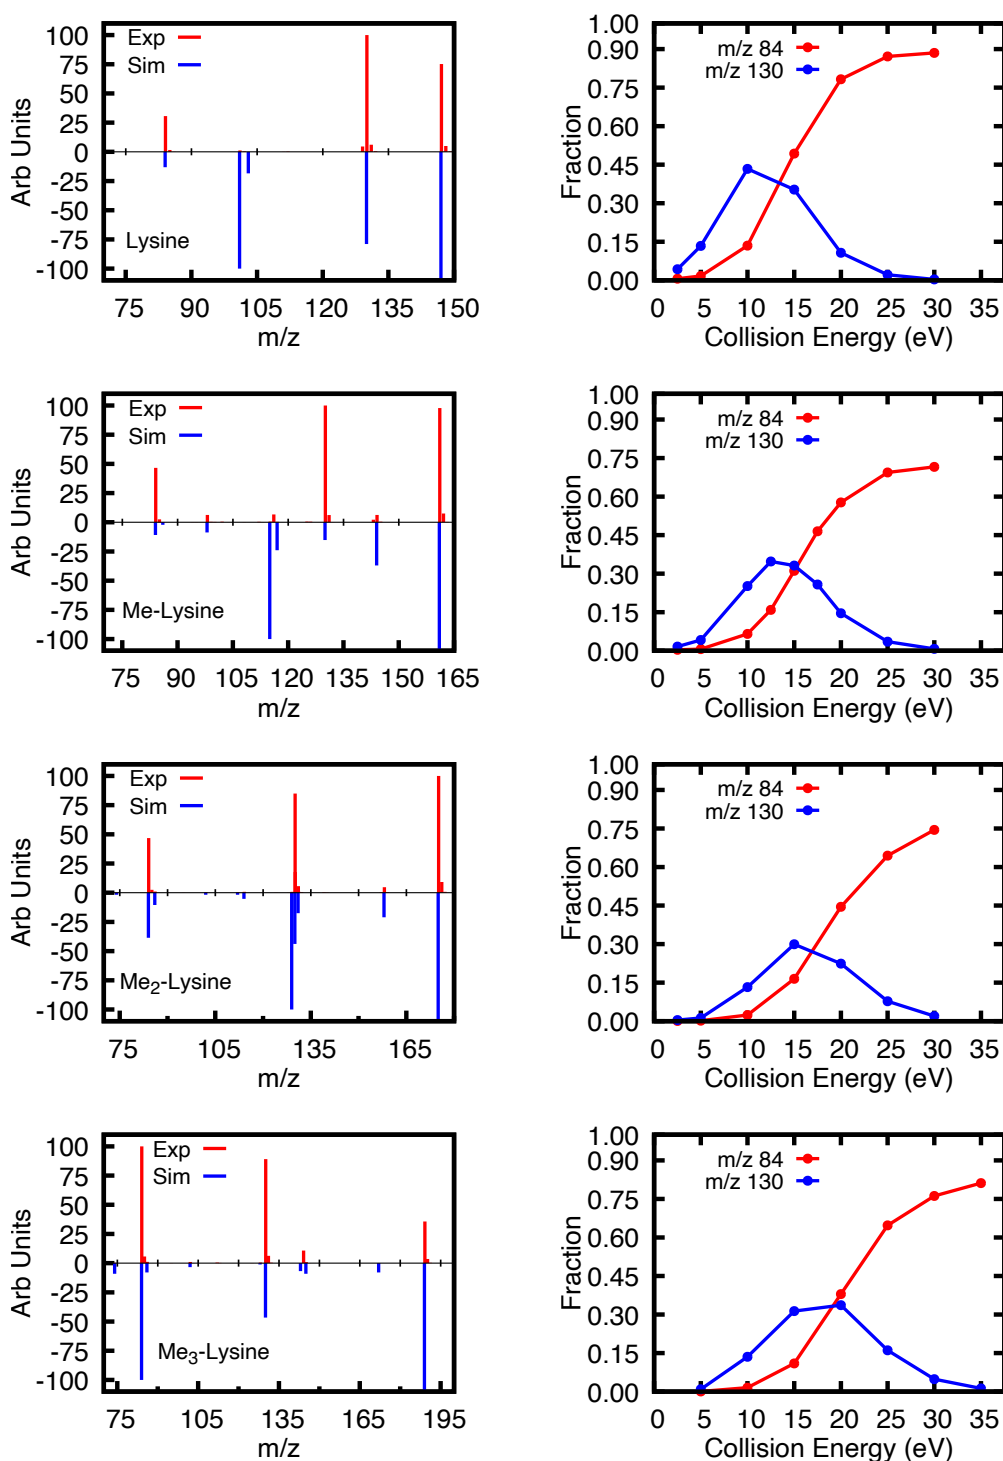 100
75
50
25
0
-25
-50
-75
-100
Arb Units
Exp
Sim
Lysine
75 90 105 120 135 150
m/z
1.00
0.90
0.75
0.60
0.45
0.30
0.15
0.00
Fraction
m/z 84
m/z 130
0 5 10 15 20 25 30 35
Collision Energy (eV)
100
75
50
25
0
-25
-50
-75
-100
Arb Units
Exp
Sim
Me-Lysine
75 90 105 120 135 150 165
m/z
1.00
0.90
0.75
0.60
0.45
0.30
0.15
0.00
Fraction
m/z 84
m/z 130
0 5 10 15 20 25 30 35
Collision Energy (eV)
100
75
50
25
0
-25
-50
-75
-100
Arb Units
Exp
Sim
Me2-Lysine
75 105 135 165
m/z
1.00
0.90
0.75
0.60
0.45
0.30
0.15
0.00
Fraction
m/z 84
m/z 130
0 5 10 15 20 25 30 35
Collision Energy (eV)
100
75
50
25
0
-25
-50
-75
-100
Arb Units
Exp
Sim
Me3-Lysine
75 105 135 165 195
m/z
1.00
0.90
0.75
0.60
0.45
0.30
0.15
0.00
Fraction
m/z 84
m/z 130
0 5 10 15 20 25 30 35
Collision Energy (eV)